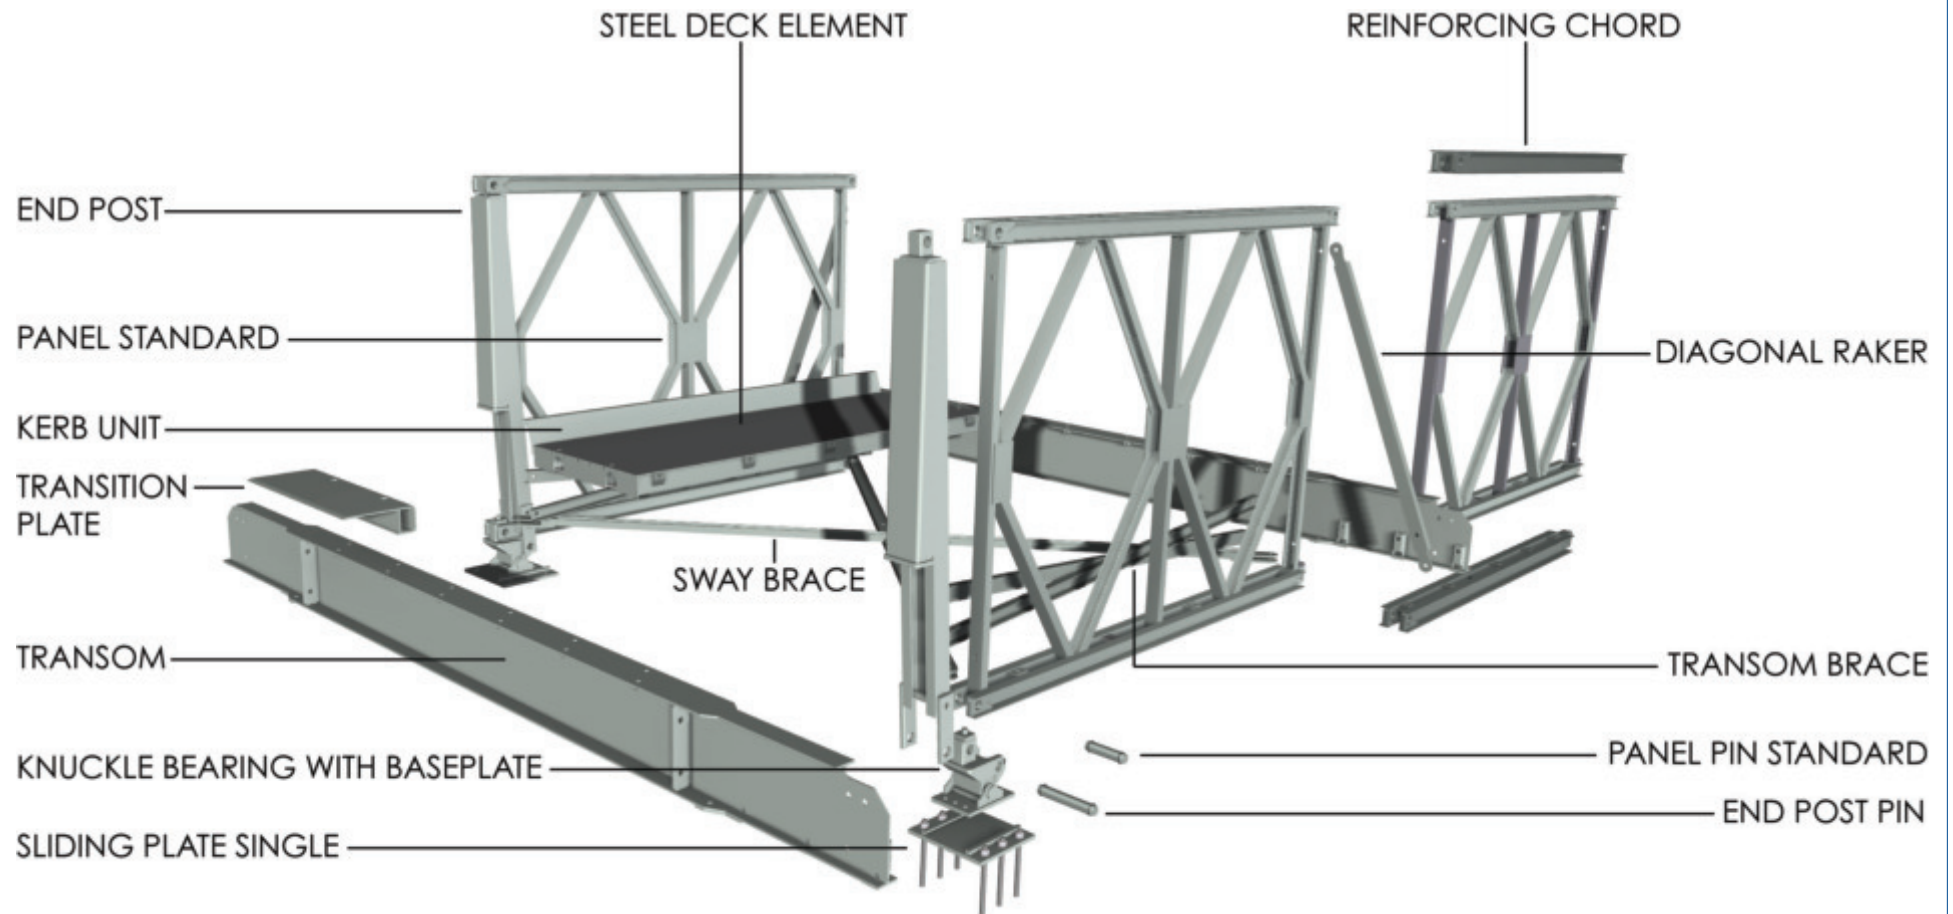 STEEL DECK ELEMENT
REINFORCING CHORD
END POST
PANEL STANDARD
DIAGONAL RAKER
KERB UNIT
TRANSITION
PLATE
SWAY BRACE
TRANSOM
TRANSOM BRACE
PANEL PIN STANDARD
KNUCKLE BEARING WITH BASEPLATE
END POST PIN
SLIDING PLATE SINGLE